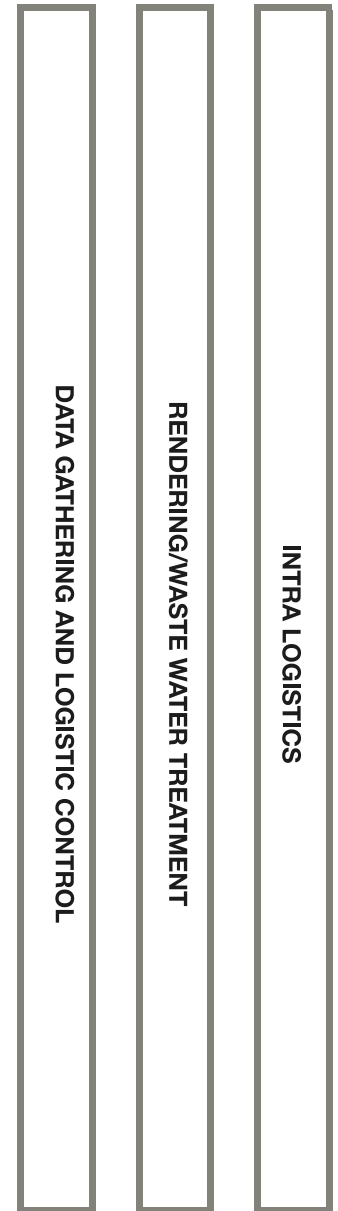 DATA GATHERING AND LOGISTIC CONTROL
RENDERING/WASTE WATER TREATMENT
INTRA LOGISTICS